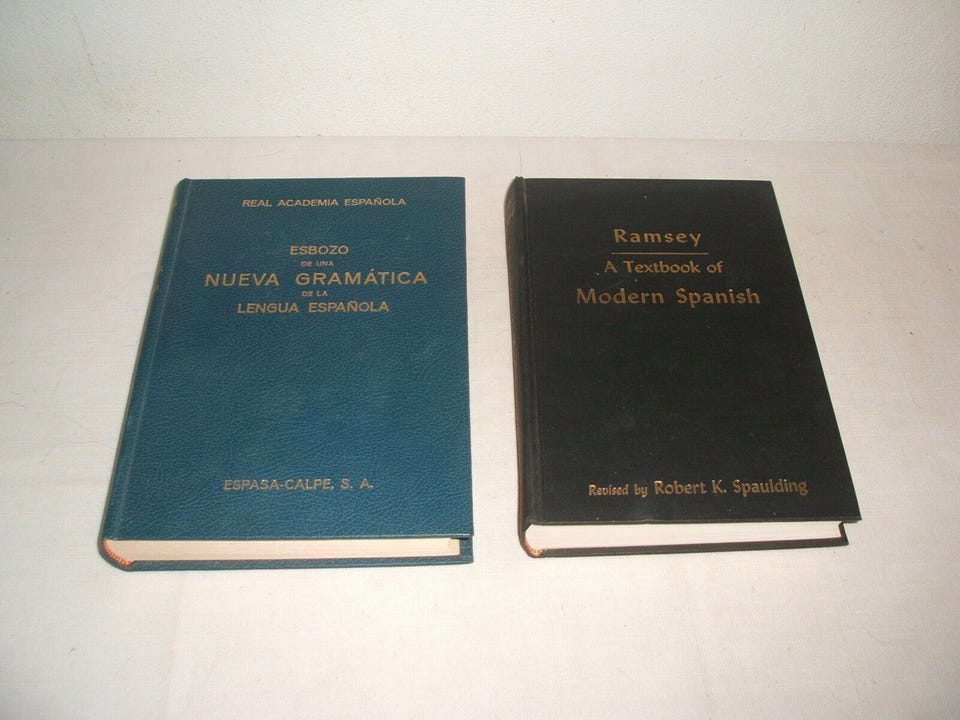 REAL ACADEMIA ESPAÑOLA
ESBOZO
DE UNA
NUEVA GRAMÁTICA
DE LA
LENGUA ESPAÑOLA
ESPASA-CALPE, S. A.
Ramsey
A Textbook of
Modern Spanish
Revised by Robert K. Spaulding